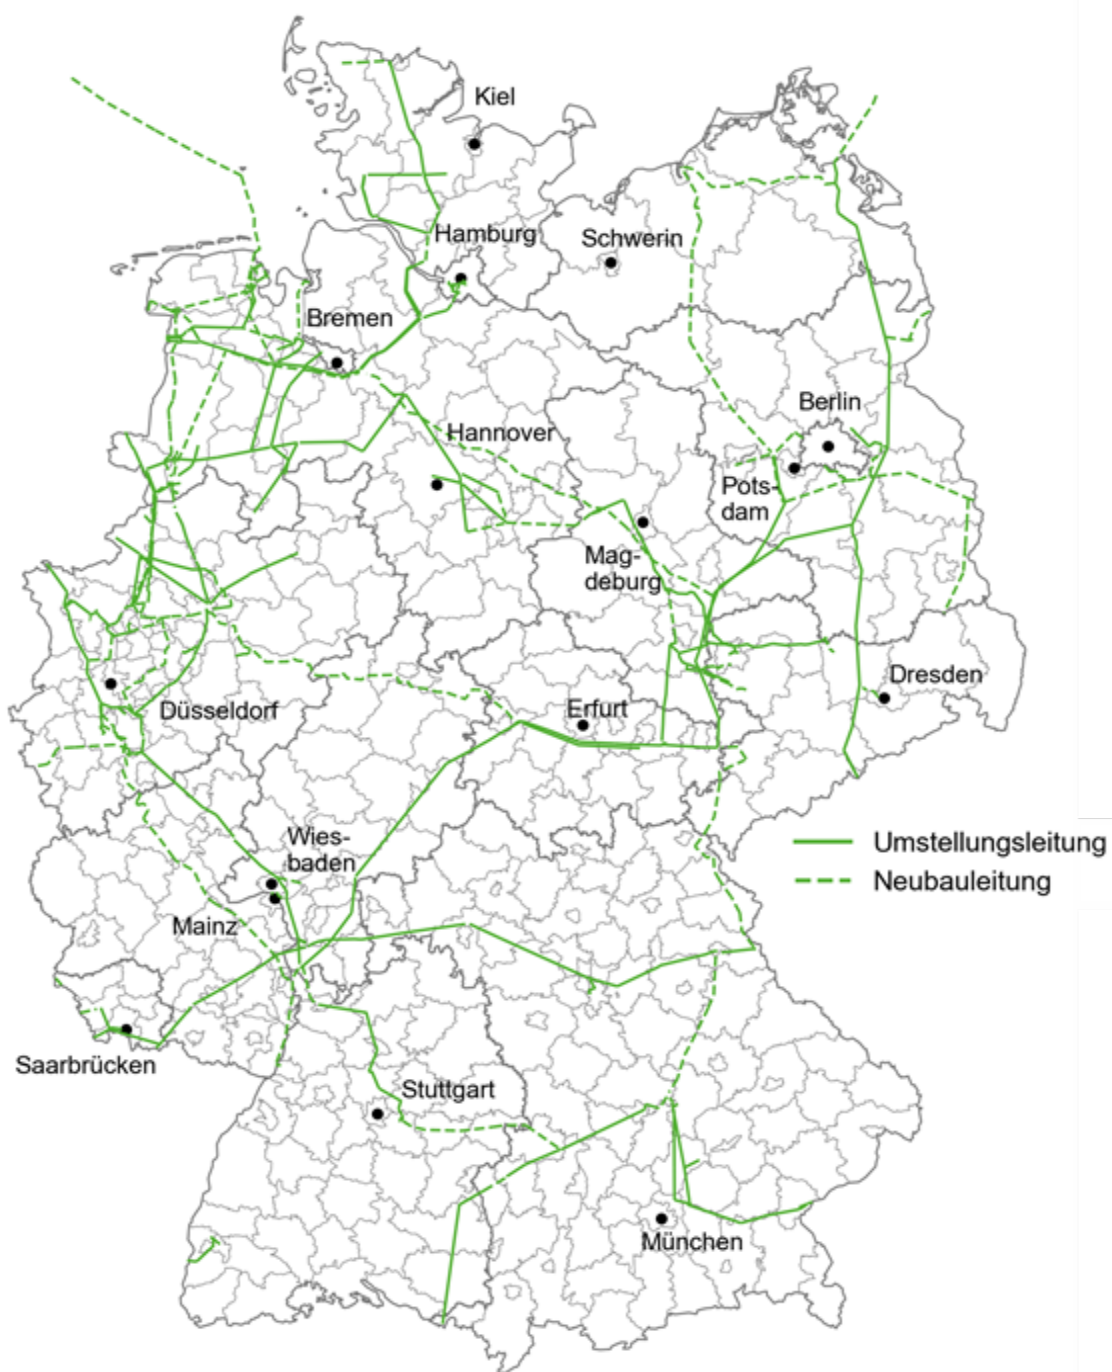 Kiel
Hamburg
Schwerin
Bremen
Berlin
Hannover
Pots-
dam
Mag-
deburg
Dresden
Düsseldorf
Erfurt
Wies-
baden
Umstellungsleitung
Neubauleitung
Mainz
Saarbrücken
Stuttgart
München